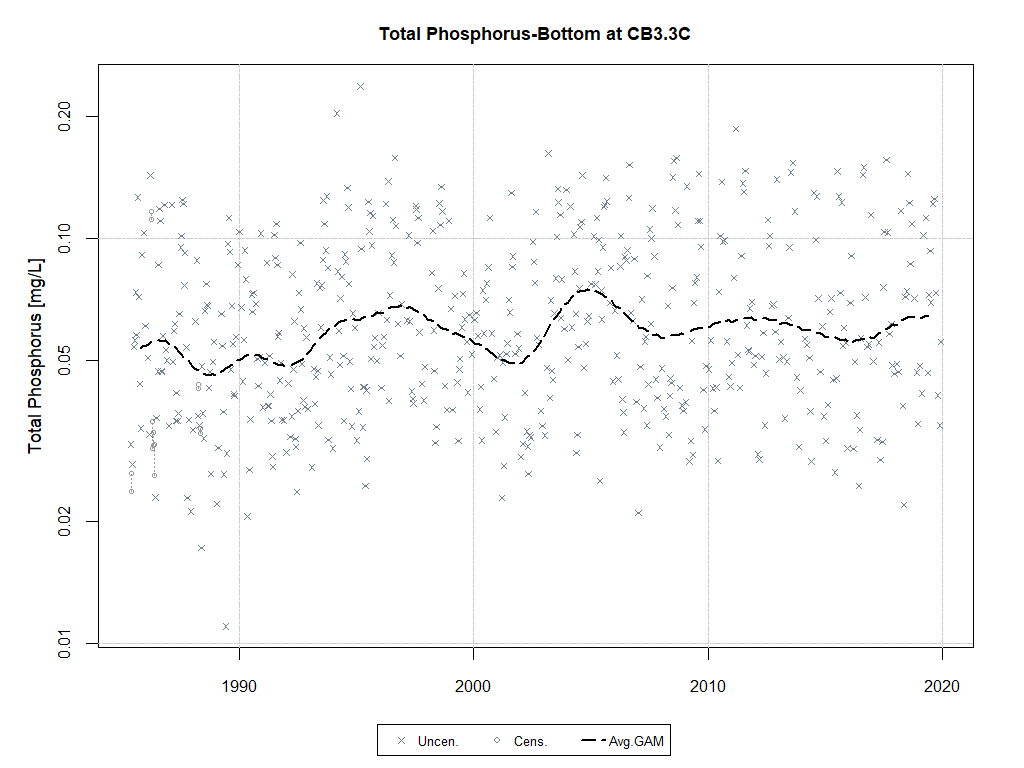 Total Phosphorus-Bottom at CB3.3C
Total Phosphorus [mg/L]
0.20
0.10
0.05
0.02
0.01
1990 2000 2010 2020
Uncen. Cens. Avg.GAM